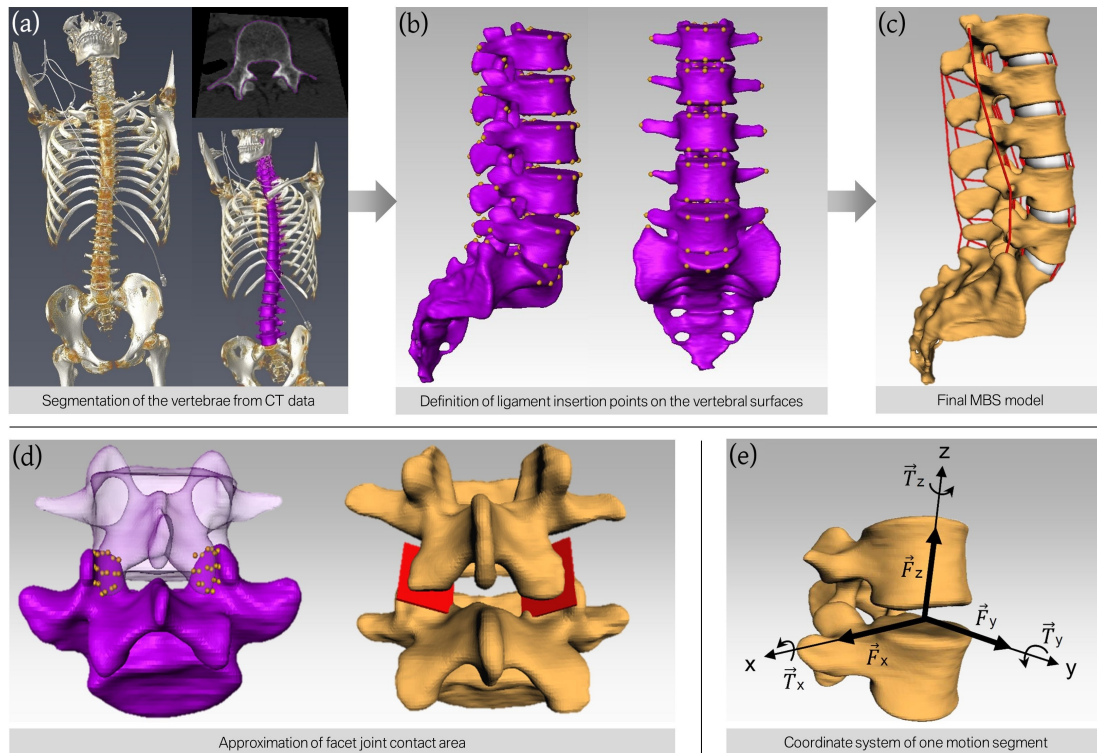 (a)
Segmentation of the vertebrae from CT data
(b)
Definition of ligament insertion points on the vertebral surfaces
(c)
Final MBS model
(d)
Approximation of facet joint contact area
(e)
z
T⃗z
F⃗z
F⃗y
T⃗y
y
x
T⃗x
F⃗x
Coordinate system of one motion segment